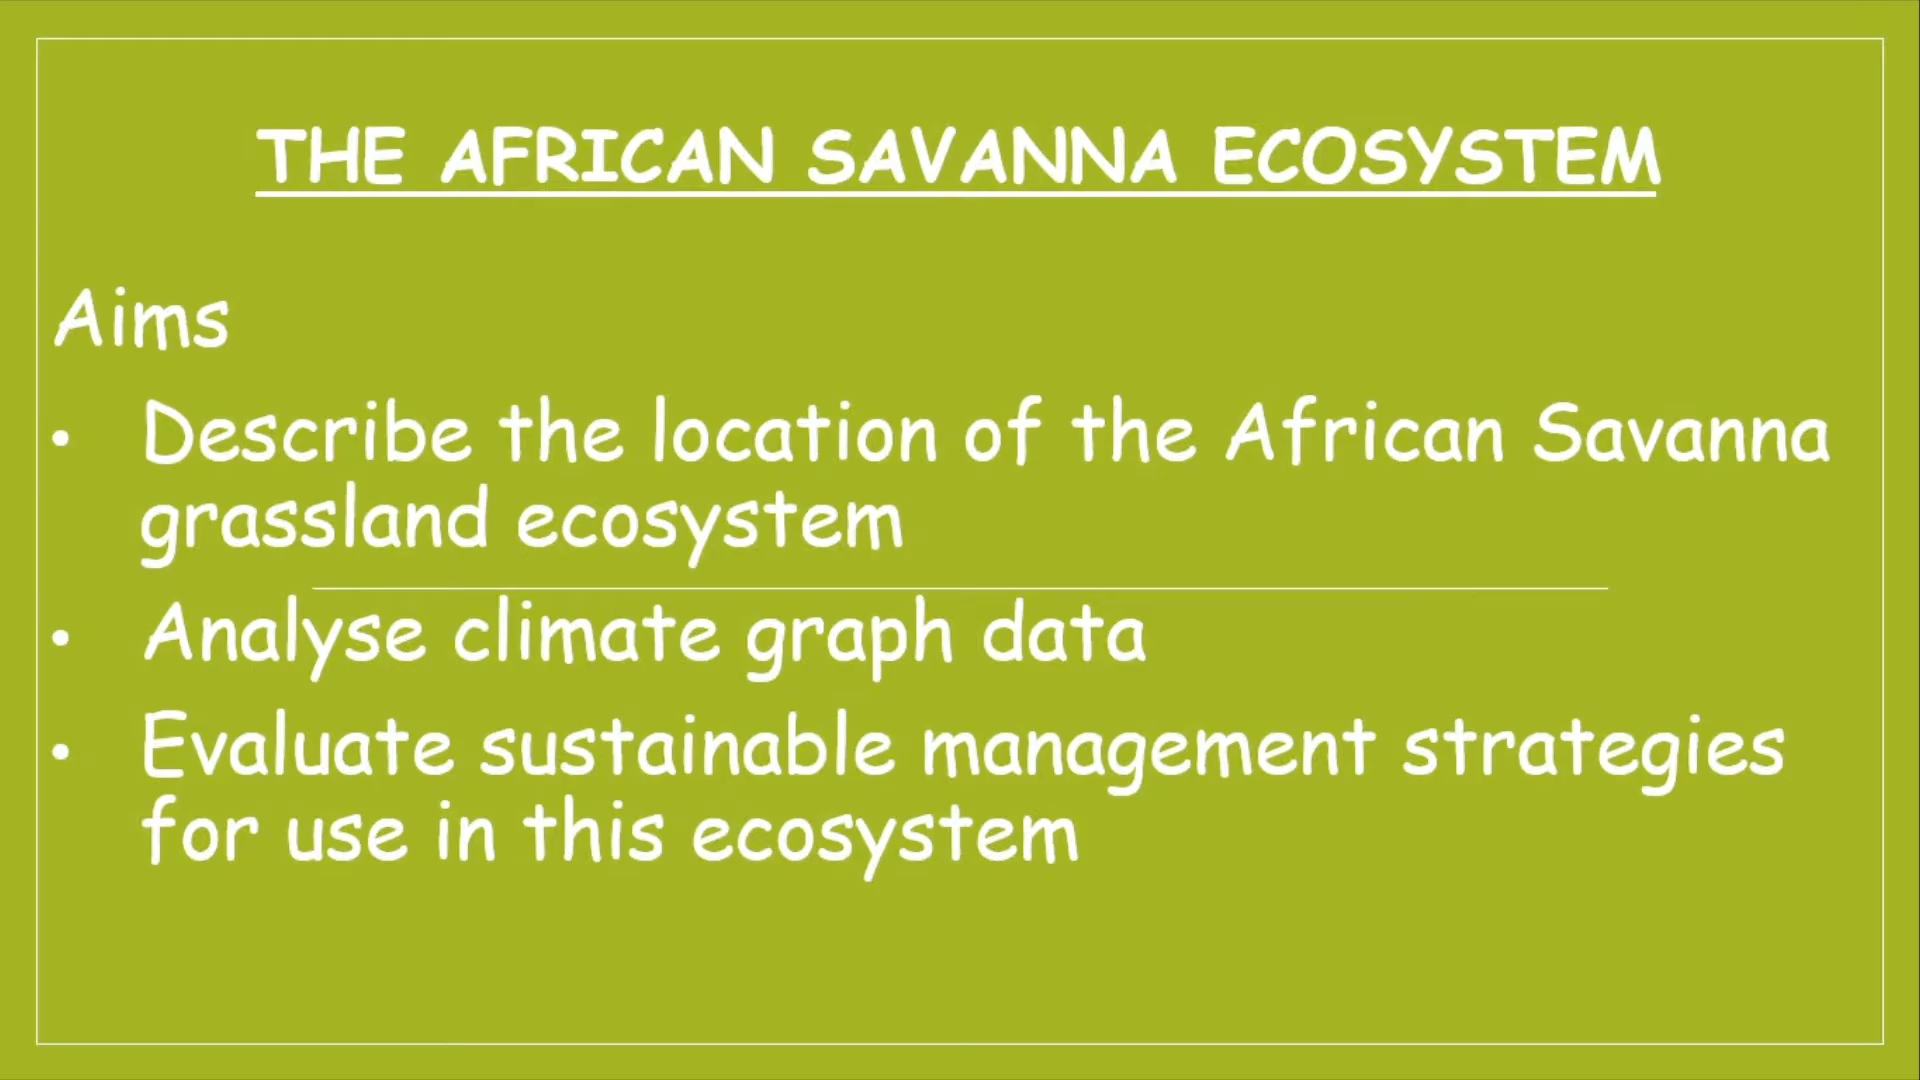 THE AFRICAN SAVANNA ECOSYSTEM
Aims
• Describe the location of the African Savanna
grassland ecosystem
• Analyse climate graph data
• Evaluate sustainable management strategies
for use in this ecosystem